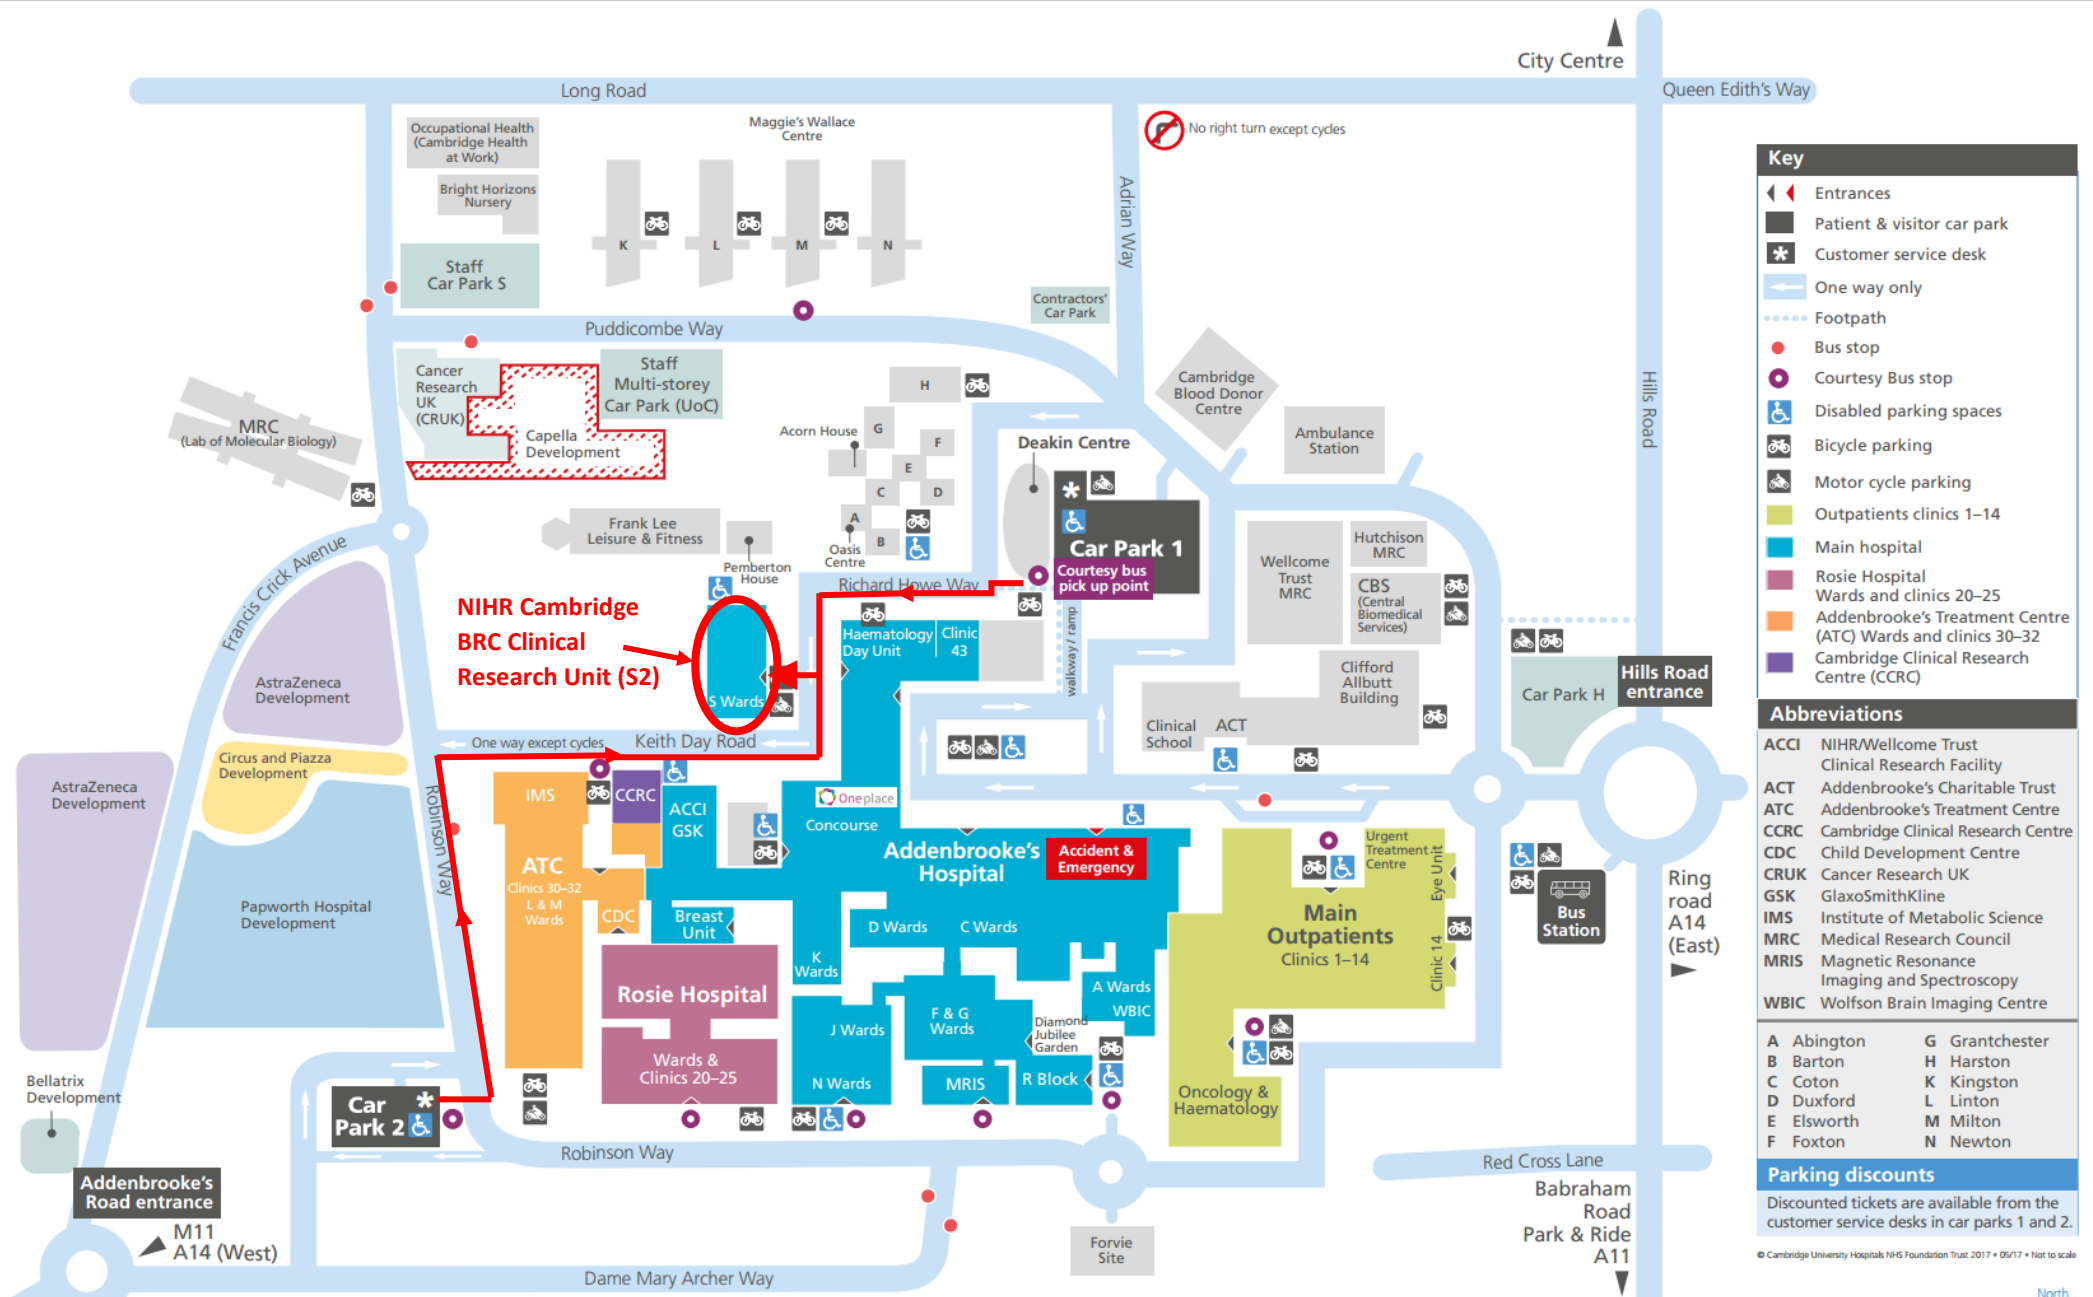 City Centre
Long Road
Queen Edith's Way
Occupational Health
(Cambridge Health
at Work)
Maggie's Wallace
Centre
No right turn except cycles
Bright Horizons
Nursery
Adrian Way
K
L
M
N
Staff
Car Park S
Contractors'
Car Park
Puddicombe Way
Hills Road
Cancer
Research
UK
(CRUK)
Staff
Multi-storey
Car Park (UoC)
Capella
Development
Cambridge
Blood Donor
Centre
Ambulance
Station
MRC
(Lab of Molecular Biology)
H
Acorn House
G
F
E
C
D
A
B
Oasis
Centre
Deakin Centre
*
Car Park 1
Courtesy bus
pick up point
Frank Lee
Leisure & Fitness
Pemberton
House
Richard Howe Way
Wellcome
Trust
MRC
Hutchison
MRC
CBS
(Central
Biomedical
Services)
Francis Crick Avenue
NIHR Cambridge
BRC Clinical
Research Unit (S2)
S Wards
Haematology
Day Unit
Clinic
43
walkway / ramp
Clifford
Allbutt
Building
Clinical
School
ACT
Car Park H
Hills Road
entrance
AstraZeneca
Development
Circus and Piazza
Development
AstraZeneca
Development
Papworth Hospital
Development
One way except cycles
Keith Day Road
Robinson Way
IMS
CCRC
ACCI
GSK
Oneplace
Concourse
Addenbrooke's
Hospital
Accident &
Emergency
Urgent
Treatment
Centre
Eye Unit
ATC
Clinics 30–32
L & M
Wards
CDC
Breast
Unit
D Wards
C Wards
K
Wards
Main
Outpatients
Clinics 1–14
Clinic 14
Bus
Station
Ring
road
A14
(East)
Rosie Hospital
Wards &
Clinics 20–25
J Wards
F & G
Wards
A Wards
WBIC
Diamond
Jubilee
Garden
N Wards
MRIS
R Block
Oncology &
Haematology
Bellatrix
Development
Car
Park 2
*
Robinson Way
Addenbrooke's
Road entrance
M11
A14 (West)
Dame Mary Archer Way
Forvie
Site
Red Cross Lane
Babraham
Road
Park & Ride
A11
Key
Entrances
Patient & visitor car park
* Customer service desk
One way only
Footpath
Bus stop
Courtesy Bus stop
Disabled parking spaces
Bicycle parking
Motor cycle parking
Outpatients clinics 1–14
Main hospital
Rosie Hospital
Wards and clinics 20–25
Addenbrooke's Treatment Centre
(ATC) Wards and clinics 30–32
Cambridge Clinical Research
Centre (CCRC)
Abbreviations
ACCI NIHR/Wellcome Trust
Clinical Research Facility
ACT Addenbrooke's Charitable Trust
ATC Addenbrooke's Treatment Centre
CCRC Cambridge Clinical Research Centre
CDC Child Development Centre
CRUK Cancer Research UK
GSK GlaxoSmithKline
IMS Institute of Metabolic Science
MRC Medical Research Council
MRIS Magnetic Resonance
Imaging and Spectroscopy
WBIC Wolfson Brain Imaging Centre
A Abington G Grantchester
B Barton H Harston
C Coton K Kingston
D Duxford L Linton
E Elsworth M Milton
F Foxton N Newton
Parking discounts
Discounted tickets are available from the
customer service desks in car parks 1 and 2.
© Cambridge University Hospitals NHS Foundation Trust 2017 • 05/17 • Not to scale
North